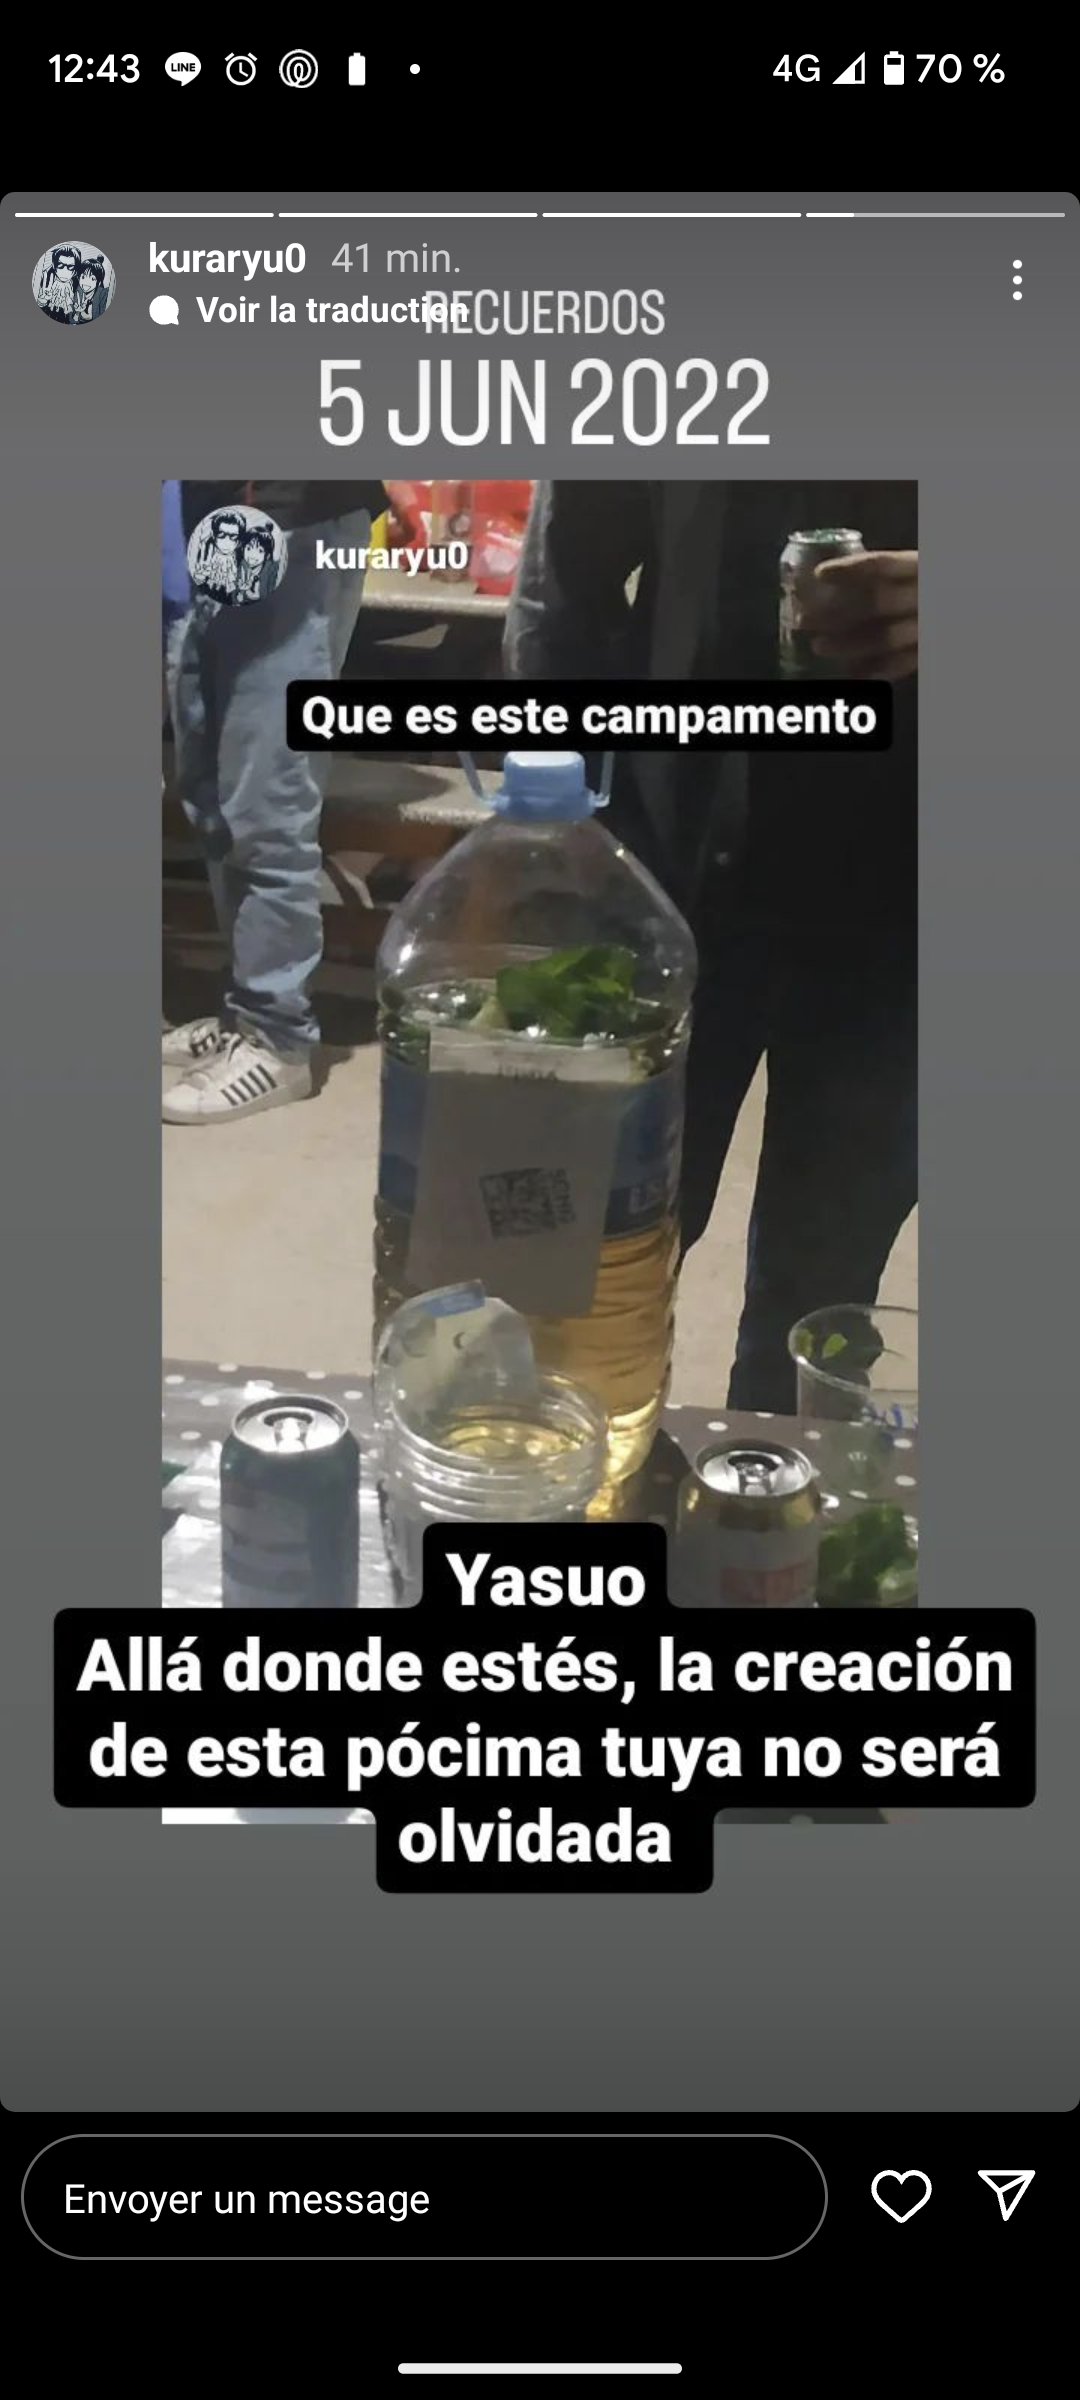 12:43
LINE
4G 70 %
kuraryu0 41 min.
Voir la traduction
RECUERDOS
5 JUN 2022
kuraryu0
Que es este campamento
Yasuo
Allá donde estés, la creación
de esta pócima tuya no será
olvidada
Envoyer un message